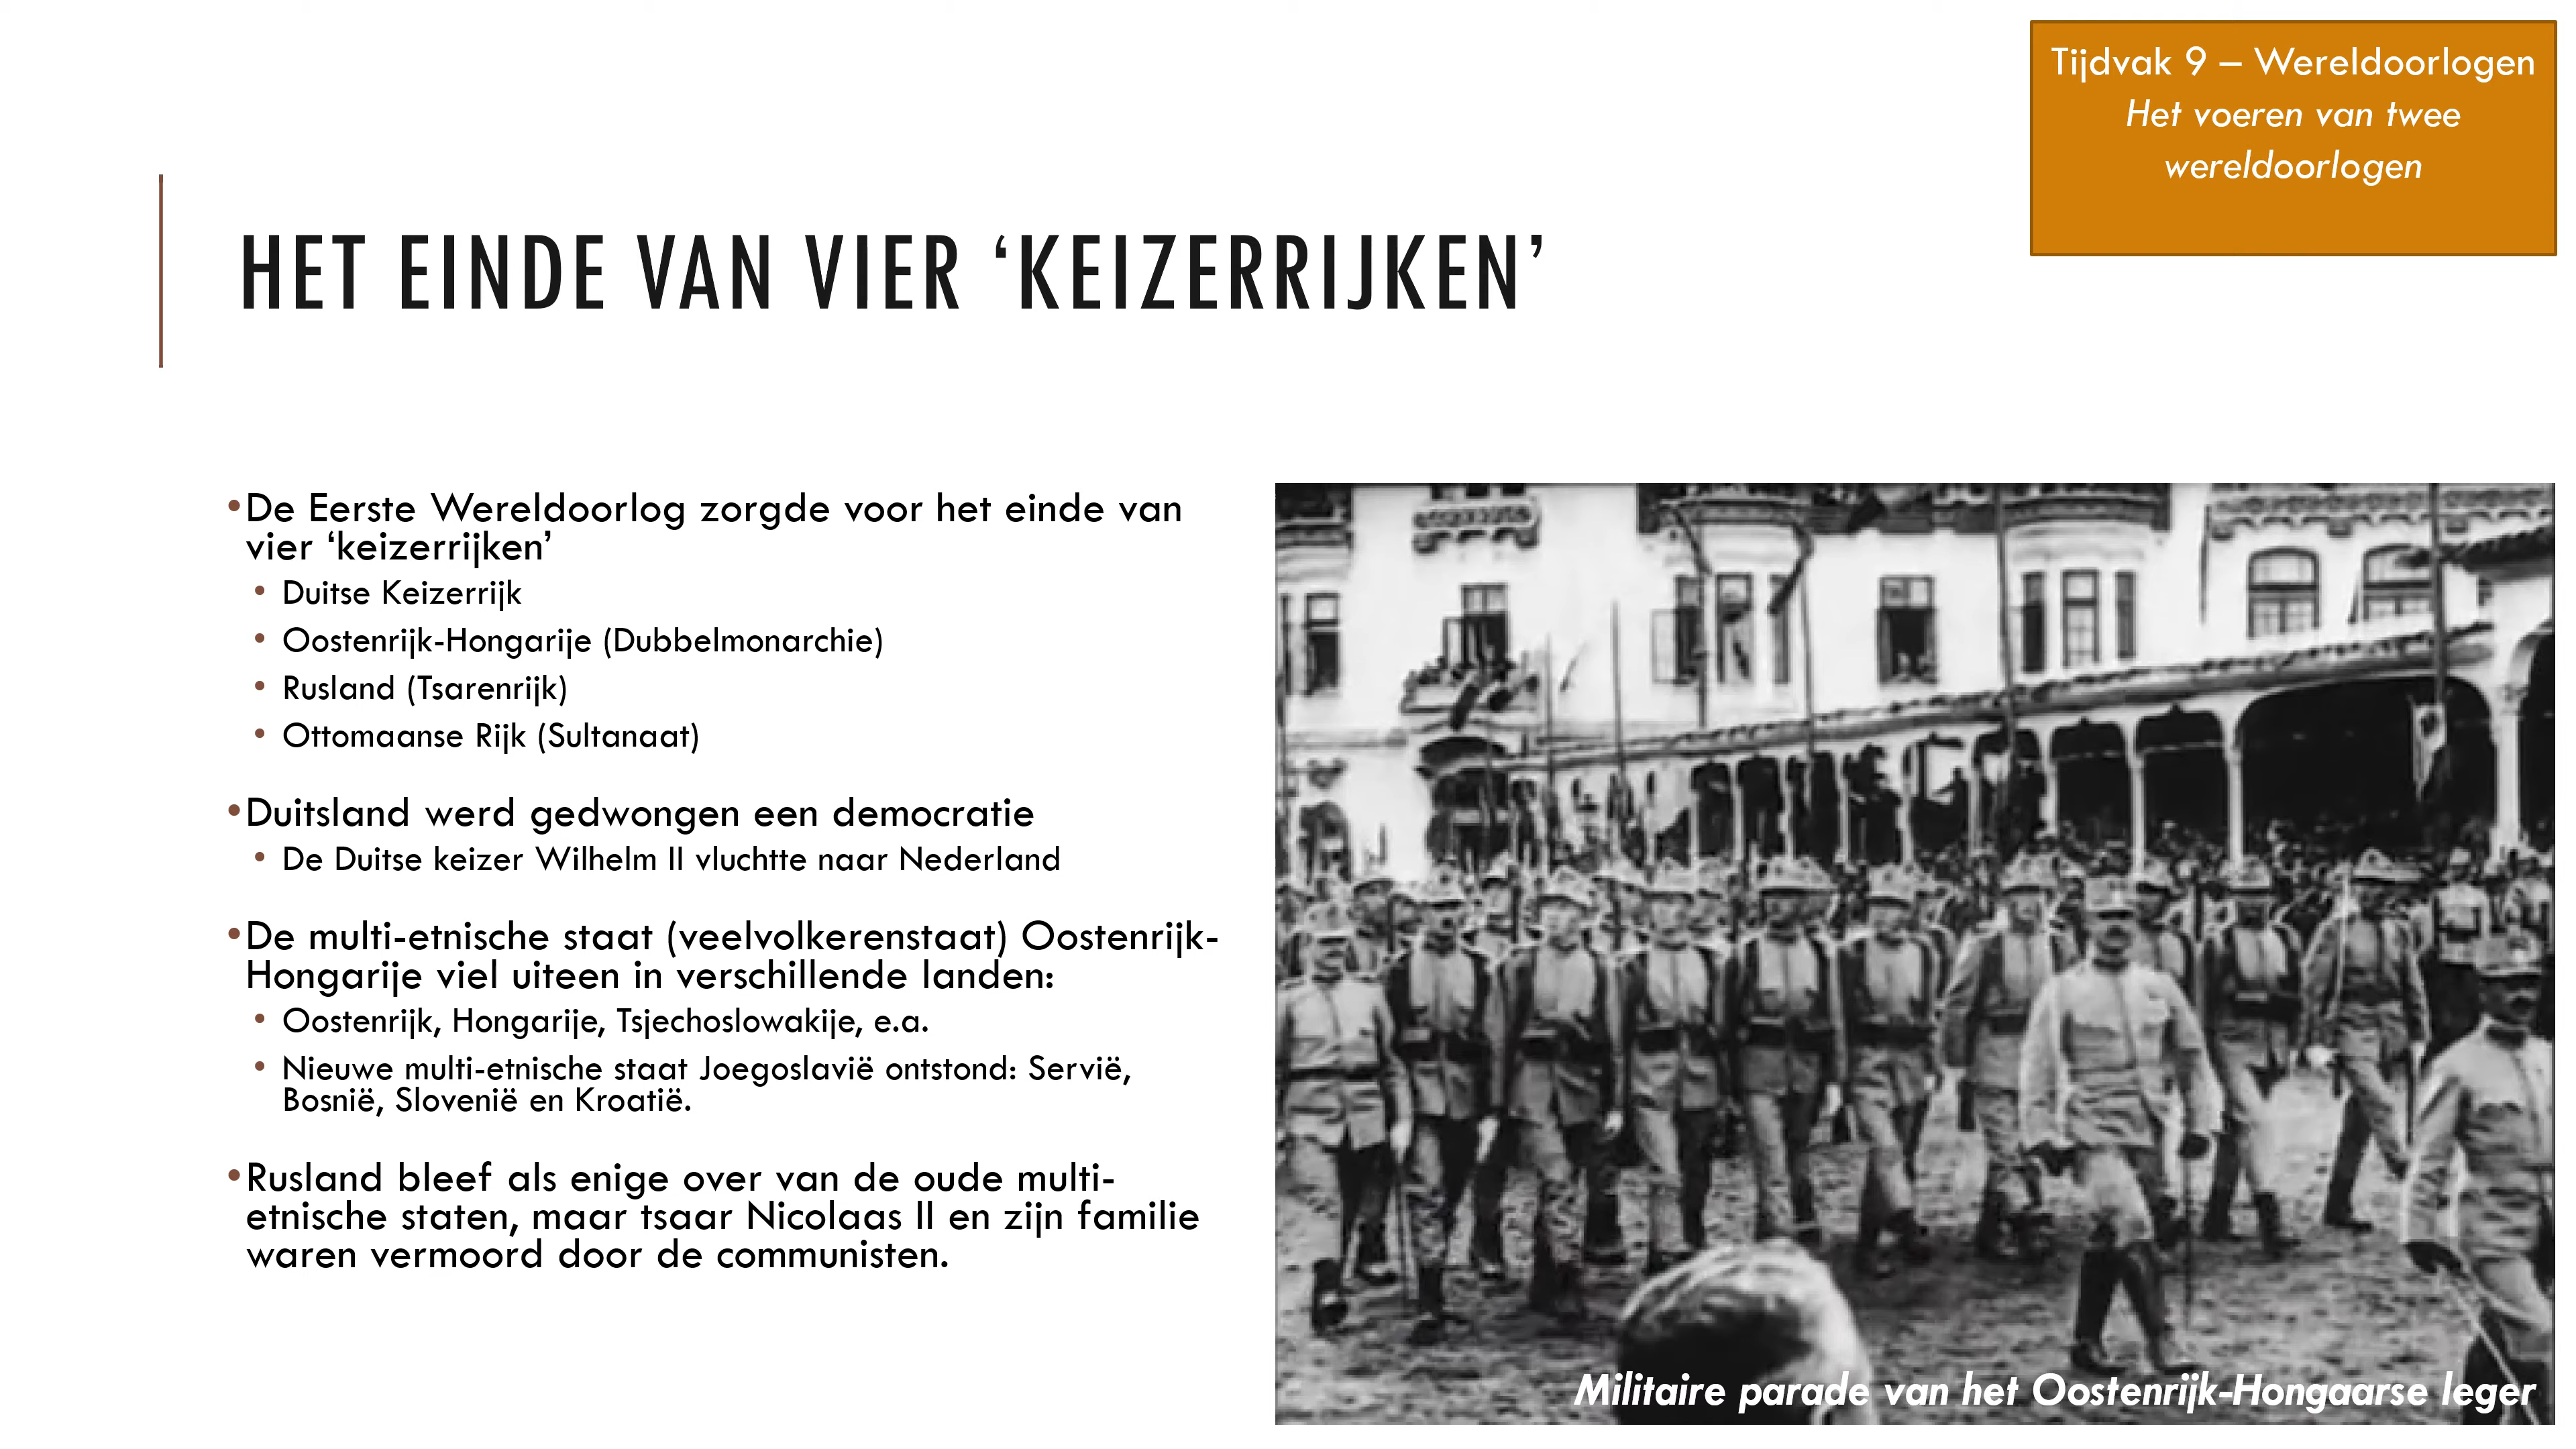 Tijdvak 9 – Wereldoorlogen
Het voeren van twee
wereldoorlogen
HET EINDE VAN VIER ‘KEIZERRIJKEN’
•De Eerste Wereldoorlog zorgde voor het einde van
vier ‘keizerrijken’
• Duitse Keizerrijk
• Oostenrijk-Hongarije (Dubbelmonarchie)
• Rusland (Tsarenrijk)
• Ottomaanse Rijk (Sultanaat)
•Duitsland werd gedwongen een democratie
• De Duitse keizer Wilhelm II vluchtte naar Nederland
•De multi-etnische staat (veelvolkerenstaat) Oostenrijk-
Hongarije viel uiteen in verschillende landen:
• Oostenrijk, Hongarije, Tsjechoslowakije, e.a.
• Nieuwe multi-etnische staat Joegoslavië ontstond: Servië,
Bosnië, Slovenië en Kroatië.
•Rusland bleef als enige over van de oude multi-
etnische staten, maar tsaar Nicolaas II en zijn familie
waren vermoord door de communisten.
Militaire parade van het Oostenrijk-Hongaarse leger